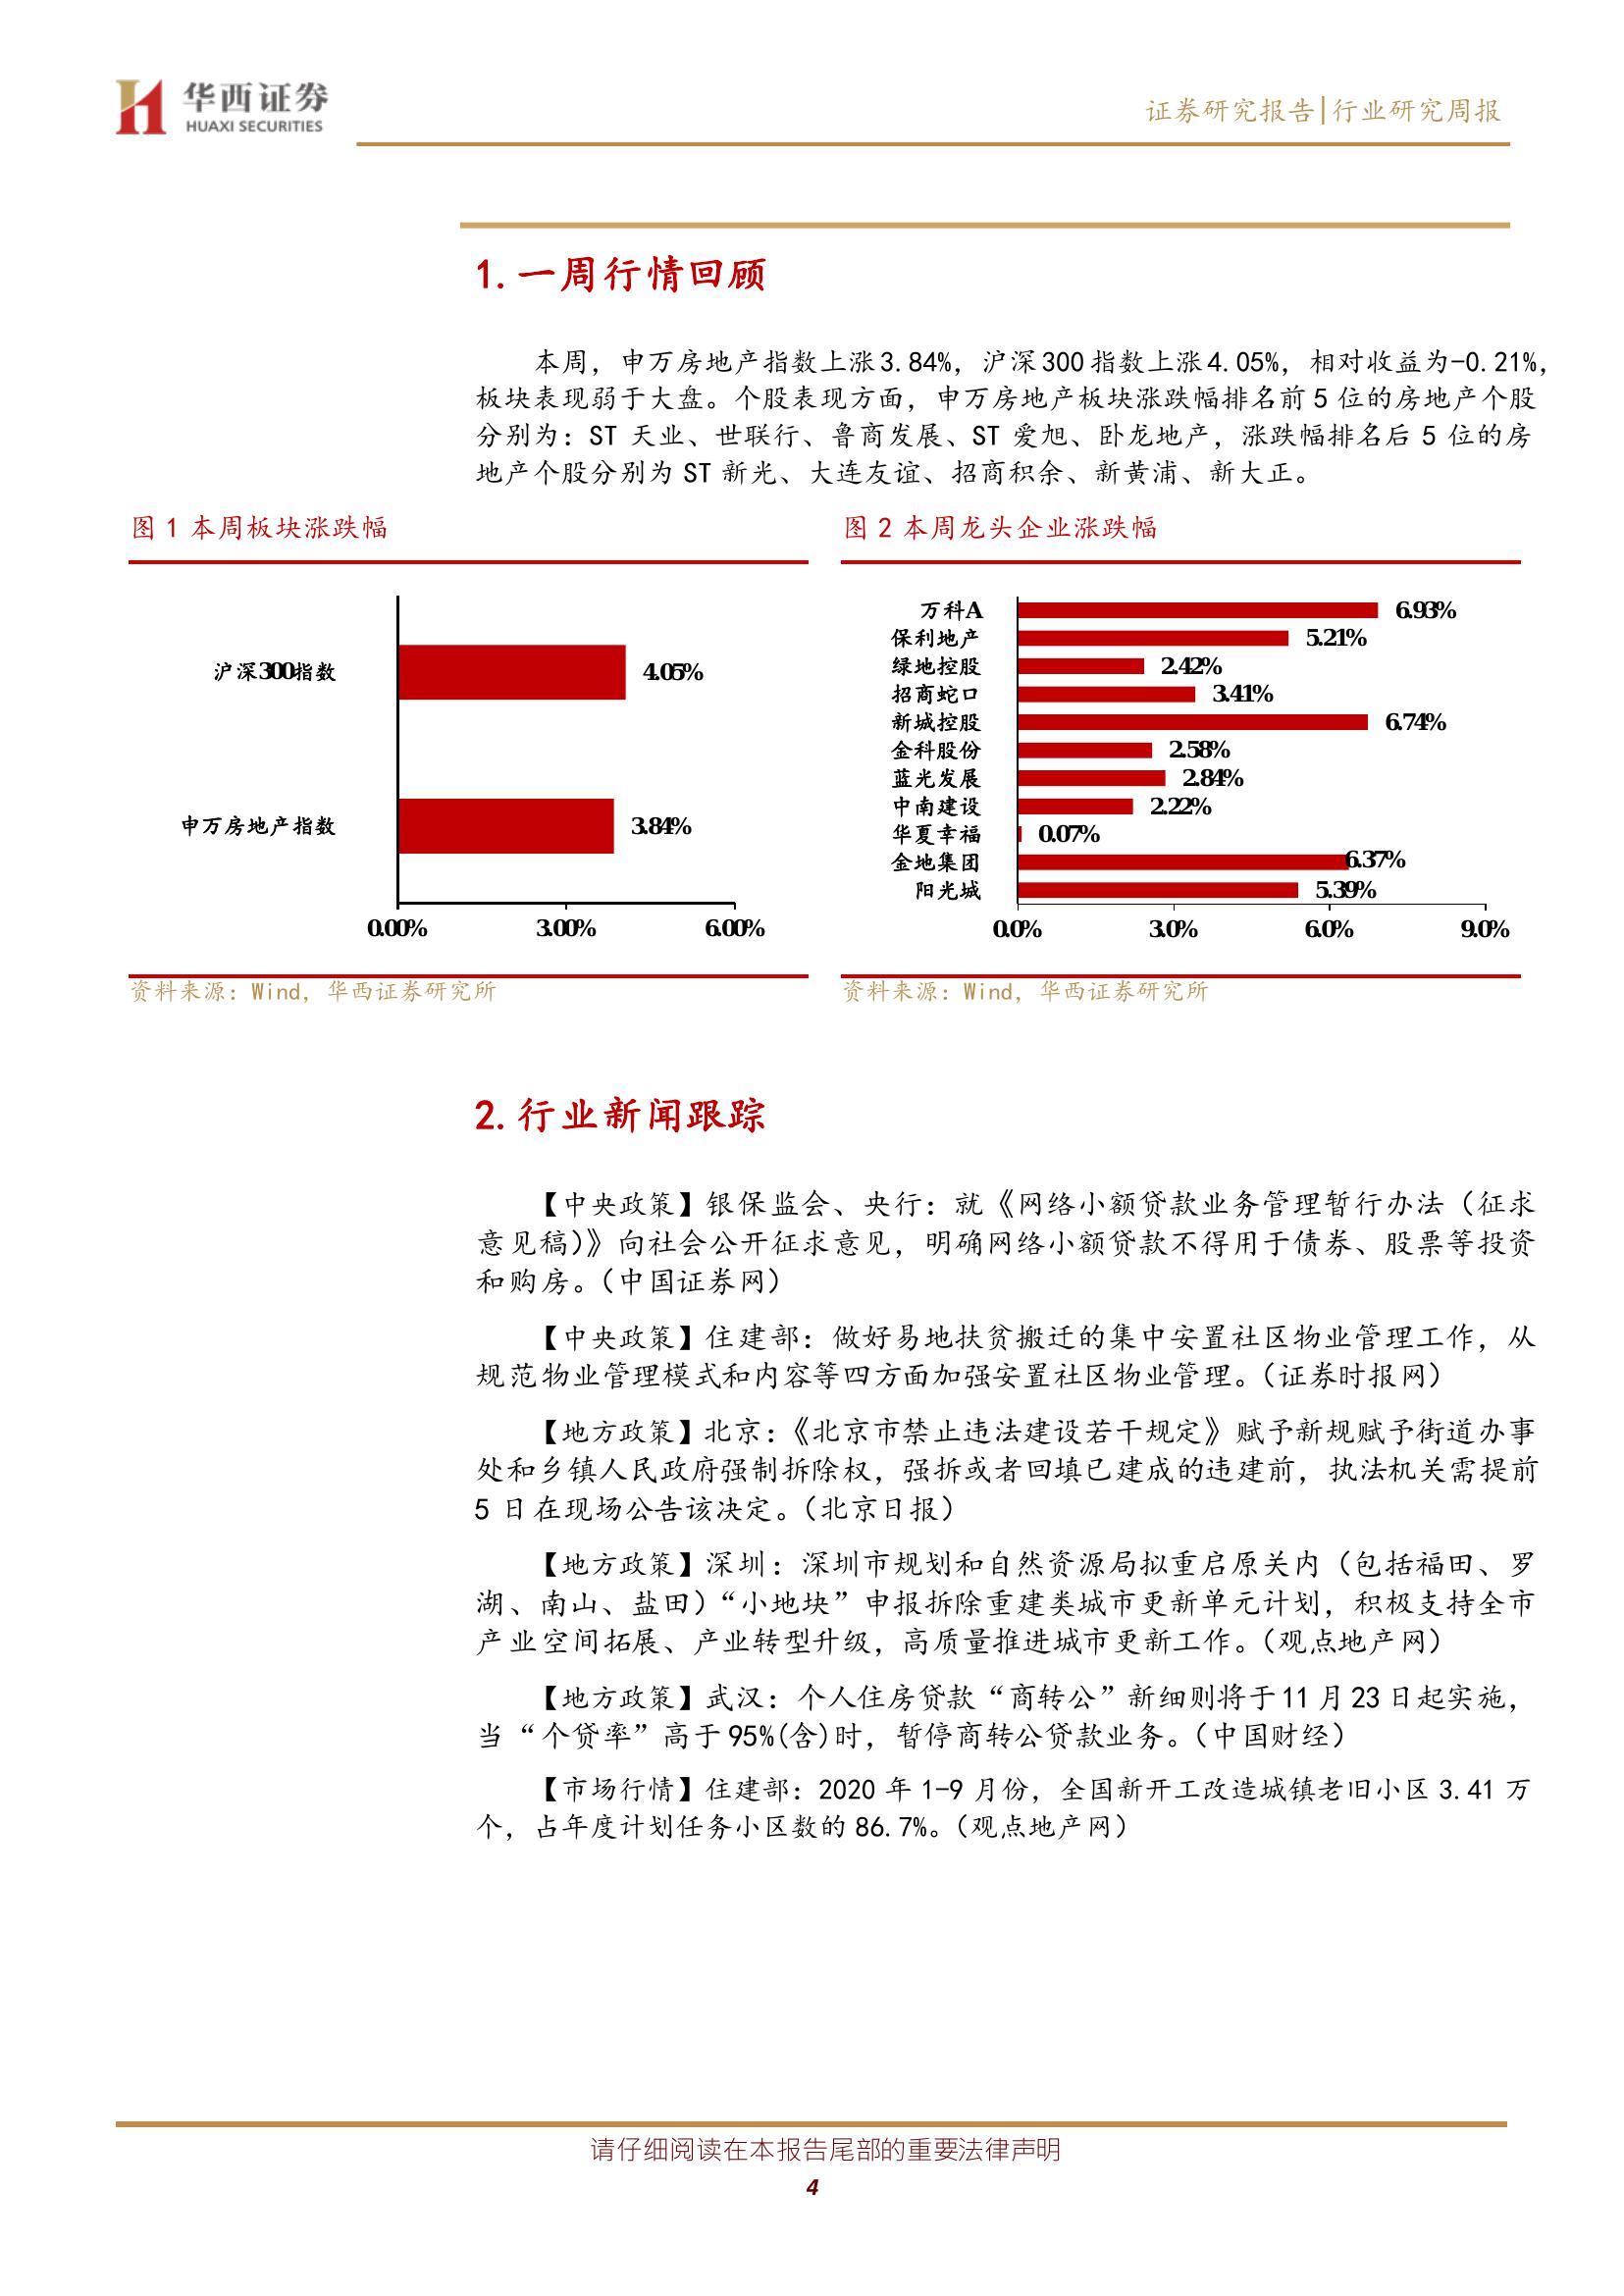 华西证券
HUAXI SECURITIES
证券研究报告|行业研究周报
1.一周行情回顾
本周，申万房地产指数上涨3.84%，沪深300指数上涨4.05%，相对收益为-0.21%，
板块表现弱于大盘。个股表现方面，申万房地产板块涨跌幅排名前 5 位的房地产个股
分别为：ST 天业、世联行、鲁商发展、ST 爱旭、卧龙地产，涨跌幅排名后 5 位的房
地产个股分别为 ST 新光、大连友谊、招商积余、新黄浦、新大正。
图 1 本周板块涨跌幅
沪深300指数
4.05%
申万房地产指数
3.84%
0.00% 3.00% 6.00%
资料来源：Wind，华西证券研究所
图 2 本周龙头企业涨跌幅
万科A 6.93%
保利地产 5.21%
绿地控股 2.42%
招商蛇口 3.41%
新城控股 6.74%
金科股份 2.58%
蓝光发展 2.84%
中南建设 2.22%
华夏幸福 0.07%
金地集团 6.37%
阳光城 5.39%
0.0% 3.0% 6.0% 9.0%
资料来源：Wind，华西证券研究所
2.行业新闻跟踪
【中央政策】银保监会、央行：就《网络小额贷款业务管理暂行办法（征求
意见稿)》向社会公开征求意见，明确网络小额贷款不得用于债券、股票等投资
和购房。（中国证券网）
【中央政策】住建部：做好易地扶贫搬迁的集中安置社区物业管理工作，从
规范物业管理模式和内容等四方面加强安置社区物业管理。（证券时报网）
【地方政策】北京：《北京市禁止违法建设若干规定》赋予新规赋予街道办事
处和乡镇人民政府强制拆除权，强拆或者回填已建成的违建前，执法机关需提前
5 日在现场公告该决定。（北京日报）
【地方政策】深圳：深圳市规划和自然资源局拟重启原关内（包括福田、罗
湖、南山、盐田）“小地块”申报拆除重建类城市更新单元计划，积极支持全市
产业空间拓展、产业转型升级，高质量推进城市更新工作。（观点地产网）
【地方政策】武汉：个人住房贷款“商转公”新细则将于11月23日起实施，
当“个贷率”高于95%(含)时，暂停商转公贷款业务。（中国财经）
【市场行情】住建部：2020 年 1-9 月份，全国新开工改造城镇老旧小区 3.41 万
个，占年度计划任务小区数的 86.7%。（观点地产网）
请仔细阅读在本报告尾部的重要法律声明
4